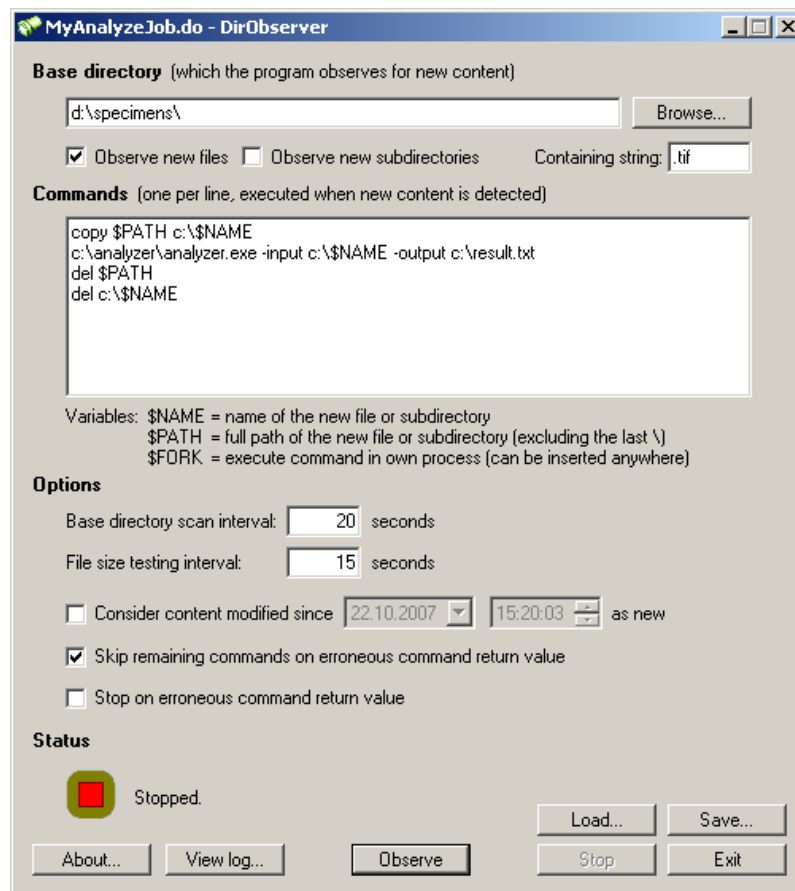 MyAnalyzeJob.do - DirObserver
Base directory (which the program observes for new content)
d:\specimens\ Browse...
Observe new files Observe new subdirectories Containing string: .tif
Commands (one per line, executed when new content is detected)
copy $PATH c:\$NAME
c:\analyzer\analyzer.exe -input c:\$NAME -output c:\result.txt
del $PATH
del c:\$NAME
Variables: $NAME = name of the new file or subdirectory
$PATH = full path of the new file or subdirectory (excluding the last \)
$FORK = execute command in own process (can be inserted anywhere)
Options
Base directory scan interval: 20 seconds
File size testing interval: 15 seconds
Consider content modified since 22.10.2007 15:20:03 as new
Skip remaining commands on erroneous command return value
Stop on erroneous command return value
Status
Stopped.
Load... Save...
About... View log... Observe Stop Exit